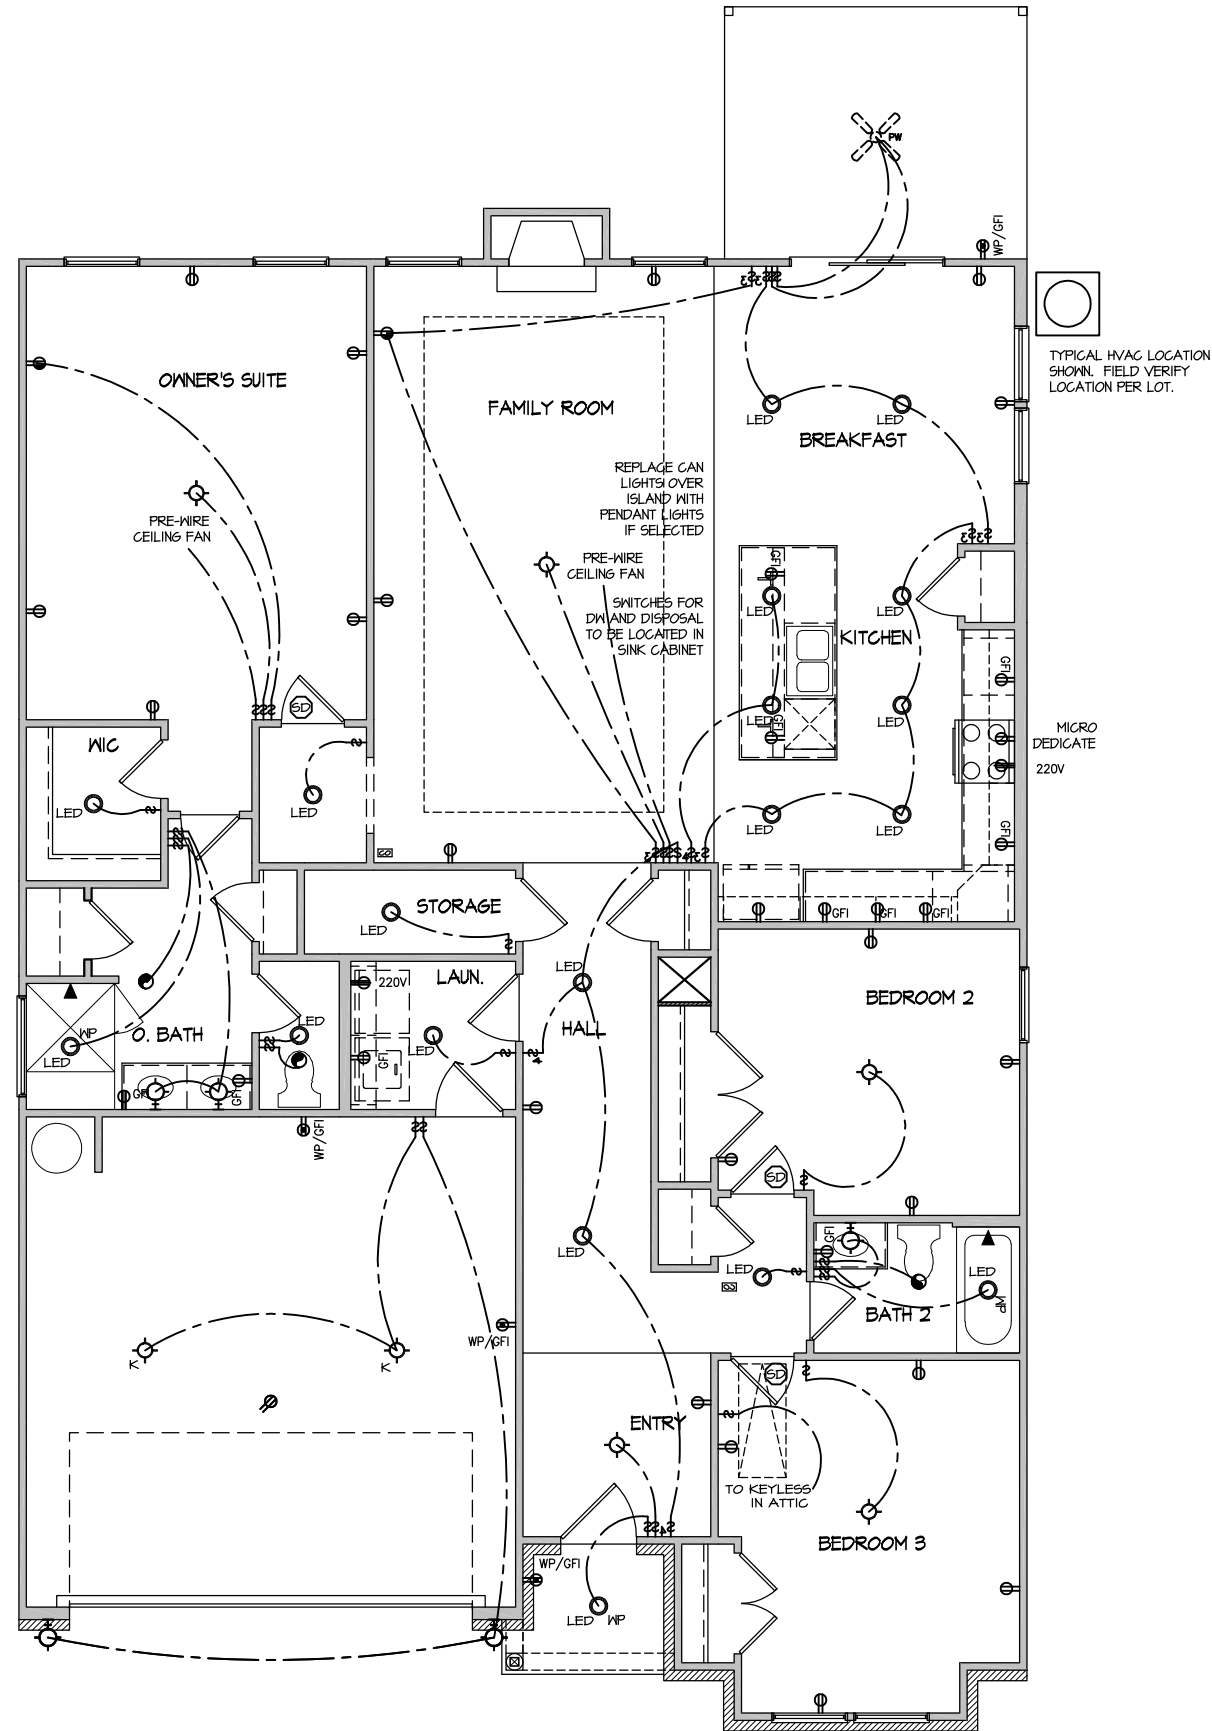 PW
WP/GFI
3
3
TYPICAL HVAC LOCATION
SHOWN. FIELD VERIFY
LOCATION PER LOT.
OWNER'S SUITE
FAMILY ROOM
LED
LED
BREAKFAST
REPLACE CAN
LIGHTS OVER
ISLAND WITH
PENDANT LIGHTS
IF SELECTED
PRE-WIRE
CEILING FAN
PRE-WIRE
CEILING FAN
GFI
SWITCHES FOR
DW AND DISPOSAL
TO BE LOCATED IN
SINK CABINET
LED
LED
KITCHEN
GFI
SD
LED
GFI
LED
MICRO
DEDICATE
220V
WIC
LED
LED
LED
LED
GFI
STORAGE
LED
GFI
GFI
GFI
LED
220V
LAUN.
BEDROOM 2
WP
O. BATH
LED
LED
LED
GFI
HALL
4
GFI
GFI
WP/GFI
SD
LED
GFI
LED
LED
WP
BATH 2
WP/GFI
K
K
SD
ENTRY
TO KEYLESS
IN ATTIC
4
BEDROOM 3
WP/GFI
LED WP